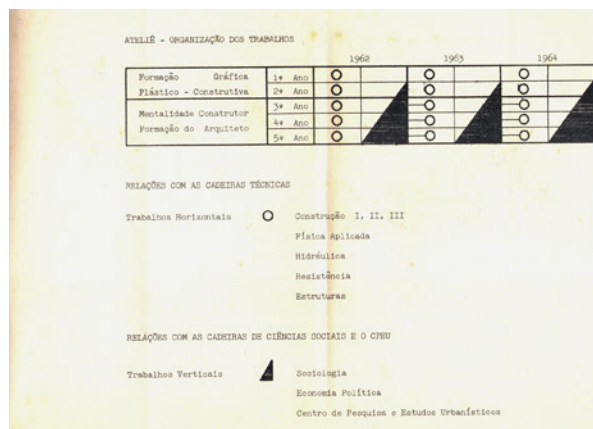 ATELIÊ - ORGANIZAÇÃO DOS TRABALHOS
1962 1963 1964
Formação Gráfica 1º Ano
Plástico - Construtiva 2º Ano
3º Ano
Mentalidade Construtor 4º Ano
Formação do Arquiteto 5º Ano
RELAÇÕES COM AS CADEIRAS TÉCNICAS
Trabalhos Horizontais Construção I, II, III
Física Aplicada
Hidráulica
Resistência
Estruturas
RELAÇÕES COM AS CADEIRAS DE CIÊNCIAS SOCIAIS E O CPEU
Trabalhos Verticais Sociologia
Economia Política
Centro de Pesquisa e Estudos Urbanísticos